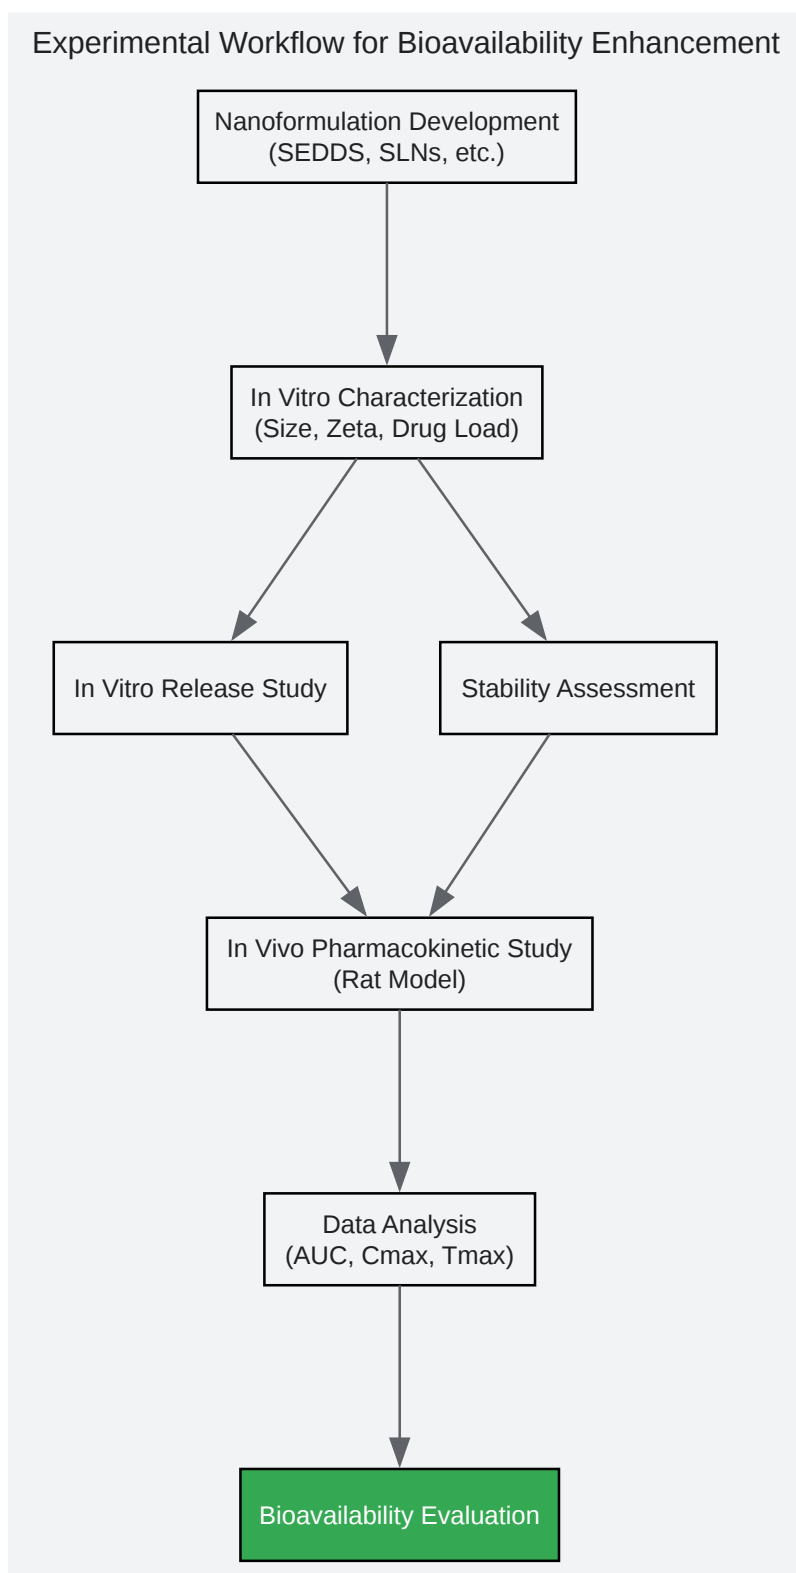 Experimental Workflow for Bioavailability Enhancement
Nanoformulation Development
(SEDDS, SLNs, etc.)
In Vitro Characterization
(Size, Zeta, Drug Load)
In Vitro Release Study
Stability Assessment
In Vivo Pharmacokinetic Study
(Rat Model)
Data Analysis
(AUC, Cmax, Tmax)
Bioavailability Evaluation